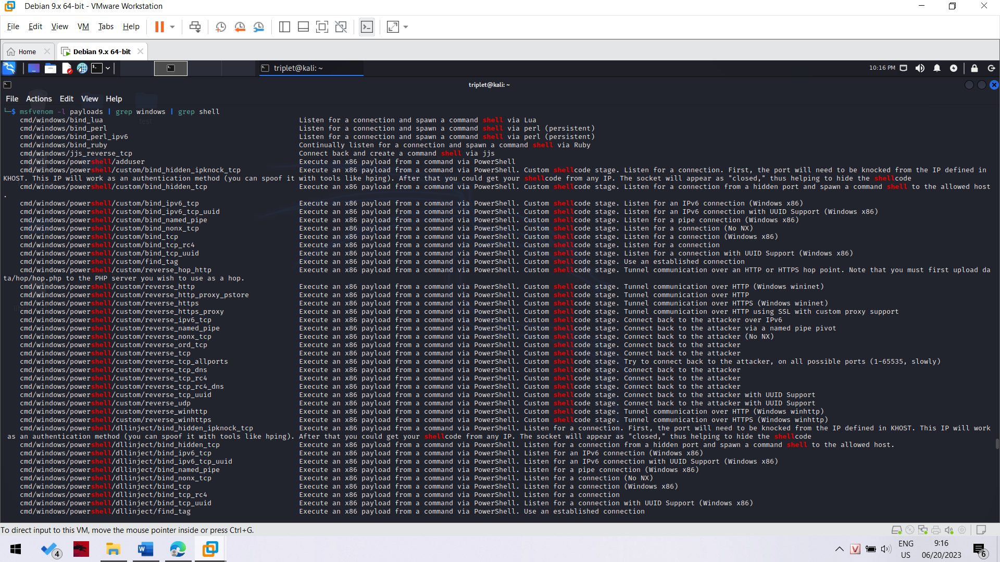 Debian 9.x 64-bit - VMware Workstation
File Edit View VM Tabs Help
Home Debian 9.x 64-bit
triplet@kali: ~ 10:16 PM
triplet@kali: ~
File Actions Edit View Help
└─$ msfvenom -l payloads | grep windows | grep shell
cmd/windows/bind_lua Listen for a connection and spawn a command shell via Lua
cmd/windows/bind_perl Listen for a connection and spawn a command shell via perl (persistent)
cmd/windows/bind_perl_ipv6 Listen for a connection and spawn a command shell via perl (persistent)
cmd/windows/bind_ruby Continually listen for a connection and spawn a command shell via Ruby
cmd/windows/jjs_reverse_tcp Connect back and create a command shell via jjs
cmd/windows/powershell/adduser Execute an x86 payload from a command via PowerShell
cmd/windows/powershell/custom/bind_hidden_ipknock_tcp Execute an x86 payload from a command via PowerShell. Custom shellcode stage. Listen for a connection. First, the port will need to be knocked from the IP defined in
KHOST. This IP will work as an authentication method (you can spoof it with tools like hping). After that you could get your shellcode from any IP. The socket will appear as "closed," thus helping to hide the shellcode
cmd/windows/powershell/custom/bind_hidden_tcp Execute an x86 payload from a command via PowerShell. Custom shellcode stage. Listen for a connection from a hidden port and spawn a command shell to the allowed host
.
cmd/windows/powershell/custom/bind_ipv6_tcp Execute an x86 payload from a command via PowerShell. Custom shellcode stage. Listen for an IPv6 connection (Windows x86)
cmd/windows/powershell/custom/bind_ipv6_tcp_uuid Execute an x86 payload from a command via PowerShell. Custom shellcode stage. Listen for an IPv6 connection with UUID Support (Windows x86)
cmd/windows/powershell/custom/bind_named_pipe Execute an x86 payload from a command via PowerShell. Custom shellcode stage. Listen for a pipe connection (Windows x86)
cmd/windows/powershell/custom/bind_nonx_tcp Execute an x86 payload from a command via PowerShell. Custom shellcode stage. Listen for a connection (No NX)
cmd/windows/powershell/custom/bind_tcp Execute an x86 payload from a command via PowerShell. Custom shellcode stage. Listen for a connection (Windows x86)
cmd/windows/powershell/custom/bind_tcp_rc4 Execute an x86 payload from a command via PowerShell. Custom shellcode stage. Listen for a connection
cmd/windows/powershell/custom/bind_tcp_uuid Execute an x86 payload from a command via PowerShell. Custom shellcode stage. Listen for a connection with UUID Support (Windows x86)
cmd/windows/powershell/custom/find_tag Execute an x86 payload from a command via PowerShell. Custom shellcode stage. Use an established connection
cmd/windows/powershell/custom/reverse_hop_http Execute an x86 payload from a command via PowerShell. Custom shellcode stage. Tunnel communication over an HTTP or HTTPS hop point. Note that you must first upload da
ta/hop/hop.php to the PHP server you wish to use as a hop.
cmd/windows/powershell/custom/reverse_http Execute an x86 payload from a command via PowerShell. Custom shellcode stage. Tunnel communication over HTTP (Windows wininet)
cmd/windows/powershell/custom/reverse_http_proxy_pstore Execute an x86 payload from a command via PowerShell. Custom shellcode stage. Tunnel communication over HTTP
cmd/windows/powershell/custom/reverse_https Execute an x86 payload from a command via PowerShell. Custom shellcode stage. Tunnel communication over HTTPS (Windows wininet)
cmd/windows/powershell/custom/reverse_https_proxy Execute an x86 payload from a command via PowerShell. Custom shellcode stage. Tunnel communication over HTTP using SSL with custom proxy support
cmd/windows/powershell/custom/reverse_ipv6_tcp Execute an x86 payload from a command via PowerShell. Custom shellcode stage. Connect back to the attacker over IPv6
cmd/windows/powershell/custom/reverse_named_pipe Execute an x86 payload from a command via PowerShell. Custom shellcode stage. Connect back to the attacker via a named pipe pivot
cmd/windows/powershell/custom/reverse_nonx_tcp Execute an x86 payload from a command via PowerShell. Custom shellcode stage. Connect back to the attacker (No NX)
cmd/windows/powershell/custom/reverse_ord_tcp Execute an x86 payload from a command via PowerShell. Custom shellcode stage. Connect back to the attacker
cmd/windows/powershell/custom/reverse_tcp Execute an x86 payload from a command via PowerShell. Custom shellcode stage. Connect back to the attacker
cmd/windows/powershell/custom/reverse_tcp_allports Execute an x86 payload from a command via PowerShell. Custom shellcode stage. Try to connect back to the attacker, on all possible ports (1-65535, slowly)
cmd/windows/powershell/custom/reverse_tcp_dns Execute an x86 payload from a command via PowerShell. Custom shellcode stage. Connect back to the attacker
cmd/windows/powershell/custom/reverse_tcp_rc4 Execute an x86 payload from a command via PowerShell. Custom shellcode stage. Connect back to the attacker
cmd/windows/powershell/custom/reverse_tcp_rc4_dns Execute an x86 payload from a command via PowerShell. Custom shellcode stage. Connect back to the attacker
cmd/windows/powershell/custom/reverse_tcp_uuid Execute an x86 payload from a command via PowerShell. Custom shellcode stage. Connect back to the attacker with UUID Support
cmd/windows/powershell/custom/reverse_udp Execute an x86 payload from a command via PowerShell. Custom shellcode stage. Connect back to the attacker with UUID Support
cmd/windows/powershell/custom/reverse_winhttp Execute an x86 payload from a command via PowerShell. Custom shellcode stage. Tunnel communication over HTTP (Windows winhttp)
cmd/windows/powershell/custom/reverse_winhttps Execute an x86 payload from a command via PowerShell. Custom shellcode stage. Tunnel communication over HTTPS (Windows winhttp)
cmd/windows/powershell/dllinject/bind_hidden_ipknock_tcp Execute an x86 payload from a command via PowerShell. Listen for a connection. First, the port will need to be knocked from the IP defined in KHOST. This IP will work
as an authentication method (you can spoof it with tools like hping). After that you could get your shellcode from any IP. The socket will appear as "closed," thus helping to hide the shellcode
cmd/windows/powershell/dllinject/bind_hidden_tcp Execute an x86 payload from a command via PowerShell. Listen for a connection from a hidden port and spawn a command shell to the allowed host.
cmd/windows/powershell/dllinject/bind_ipv6_tcp Execute an x86 payload from a command via PowerShell. Listen for an IPv6 connection (Windows x86)
cmd/windows/powershell/dllinject/bind_ipv6_tcp_uuid Execute an x86 payload from a command via PowerShell. Listen for an IPv6 connection with UUID Support (Windows x86)
cmd/windows/powershell/dllinject/bind_named_pipe Execute an x86 payload from a command via PowerShell. Listen for a pipe connection (Windows x86)
cmd/windows/powershell/dllinject/bind_nonx_tcp Execute an x86 payload from a command via PowerShell. Listen for a connection (No NX)
cmd/windows/powershell/dllinject/bind_tcp Execute an x86 payload from a command via PowerShell. Listen for a connection (Windows x86)
cmd/windows/powershell/dllinject/bind_tcp_rc4 Execute an x86 payload from a command via PowerShell. Listen for a connection
cmd/windows/powershell/dllinject/bind_tcp_uuid Execute an x86 payload from a command via PowerShell. Listen for a connection with UUID Support (Windows x86)
cmd/windows/powershell/dllinject/find_tag Execute an x86 payload from a command via PowerShell. Use an established connection
To direct input to this VM, move the mouse pointer inside or press Ctrl+G.
4 ENG 9:16
US 06/20/2023 6